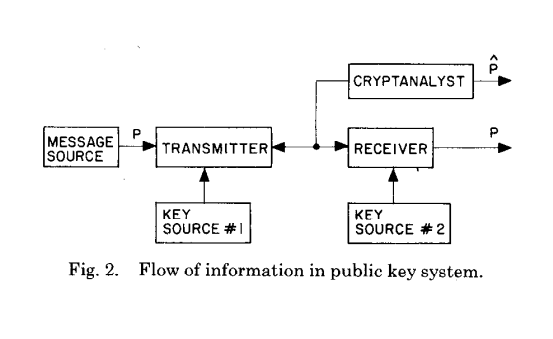 P̂
CRYPTANALYST
P
P
MESSAGE
SOURCE
TRANSMITTER
RECEIVER
KEY
SOURCE #1
KEY
SOURCE #2
Fig. 2. Flow of information in public key system.